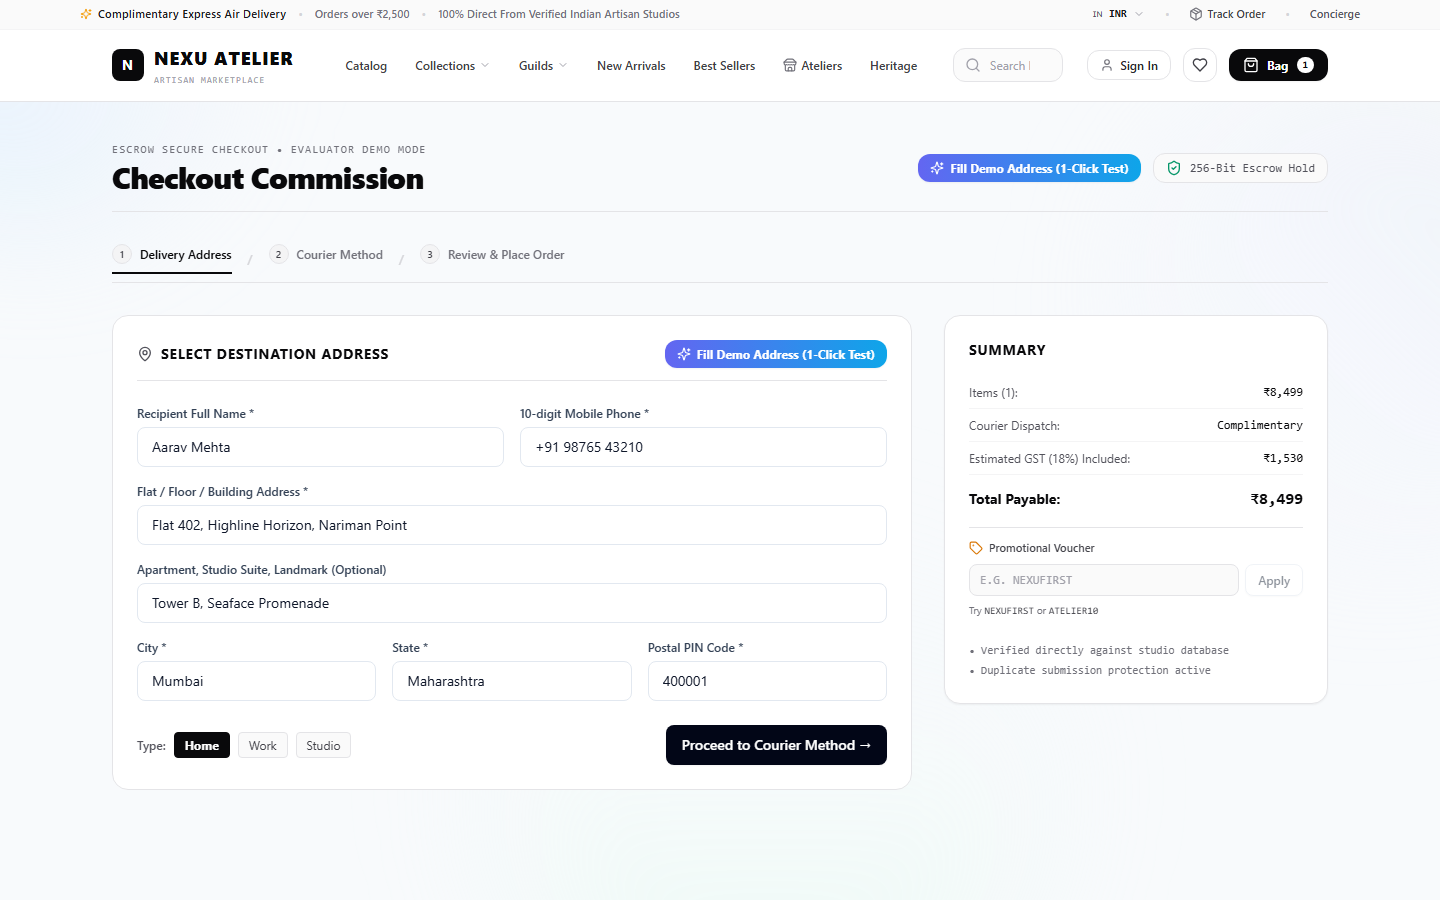 Complimentary Express Air Delivery • Orders over ₹2,500 • 100% Direct From Verified Indian Artisan Studios
IN INR • Track Order • Concierge
N NEXU ATELIER
ARTISAN MARKETPLACE
Catalog Collections Guilds New Arrivals Best Sellers Ateliers Heritage
Search
Sign In
Bag 1
ESCROW SECURE CHECKOUT • EVALUATOR DEMO MODE
Checkout Commission
Fill Demo Address (1-Click Test)
256-Bit Escrow Hold
1 Delivery Address / 2 Courier Method / 3 Review & Place Order
SELECT DESTINATION ADDRESS
Fill Demo Address (1-Click Test)
Recipient Full Name * 10-digit Mobile Phone *
Aarav Mehta +91 98765 43210
Flat / Floor / Building Address *
Flat 402, Highline Horizon, Nariman Point
Apartment, Studio Suite, Landmark (Optional)
Tower B, Seaface Promenade
City * State * Postal PIN Code *
Mumbai Maharashtra 400001
Type: Home Work Studio
Proceed to Courier Method →
SUMMARY
Items (1): ₹8,499
Courier Dispatch: Complimentary
Estimated GST (18%) Included: ₹1,530
Total Payable: ₹8,499
Promotional Voucher
E.G. NEXUFIRST Apply
Try NEXUFIRST or ATELIER10
• Verified directly against studio database
• Duplicate submission protection active